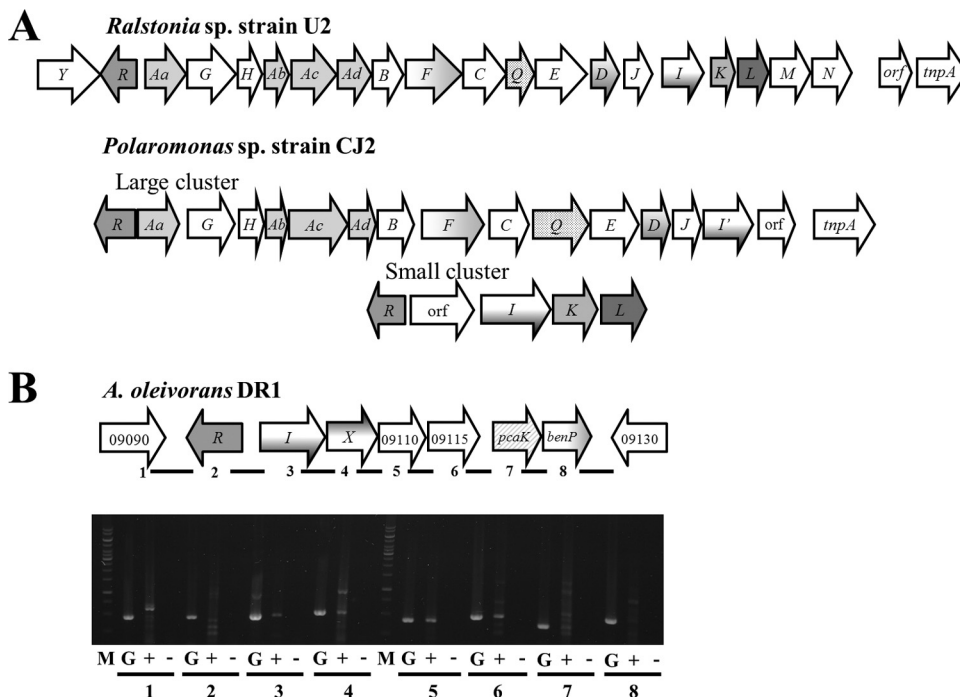 A
Ralstonia sp. strain U2
Y R Aa G H Ab Ac Ad B F C Q E D J I K L M N orf tnpA
Polaromonas sp. strain CJ2
Large cluster
R Aa G H Ab Ac Ad B F C Q E D J I' orf tnpA
Small cluster
R orf I K L
B
A. oleivorans DR1
09090 R I X 09110 09115 pcaK benP 09130
1 2 3 4 5 6 7 8
M G + - G + - G + - G + - M G + - G + - G + - G + -
1 2 3 4 5 6 7 8